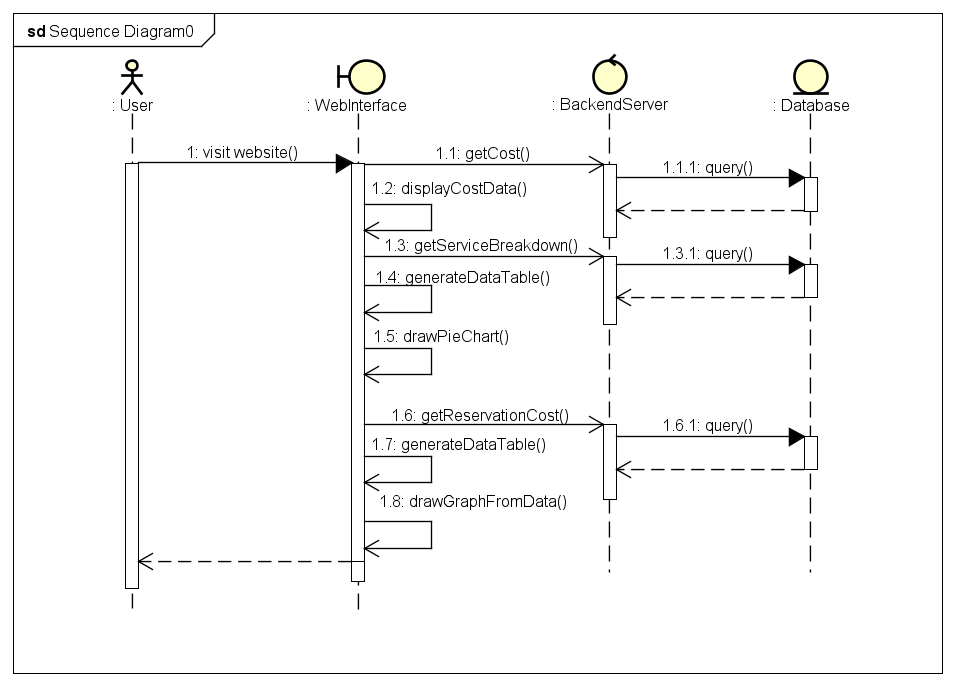 sd Sequence Diagram0
: User
: WebInterface
: BackendServer
: Database
1: visit website()
1.1: getCost()
1.1.1: query()
1.2: displayCostData()
1.3: getServiceBreakdown()
1.3.1: query()
1.4: generateDataTable()
1.5: drawPieChart()
1.6: getReservationCost()
1.6.1: query()
1.7: generateDataTable()
1.8: drawGraphFromData()